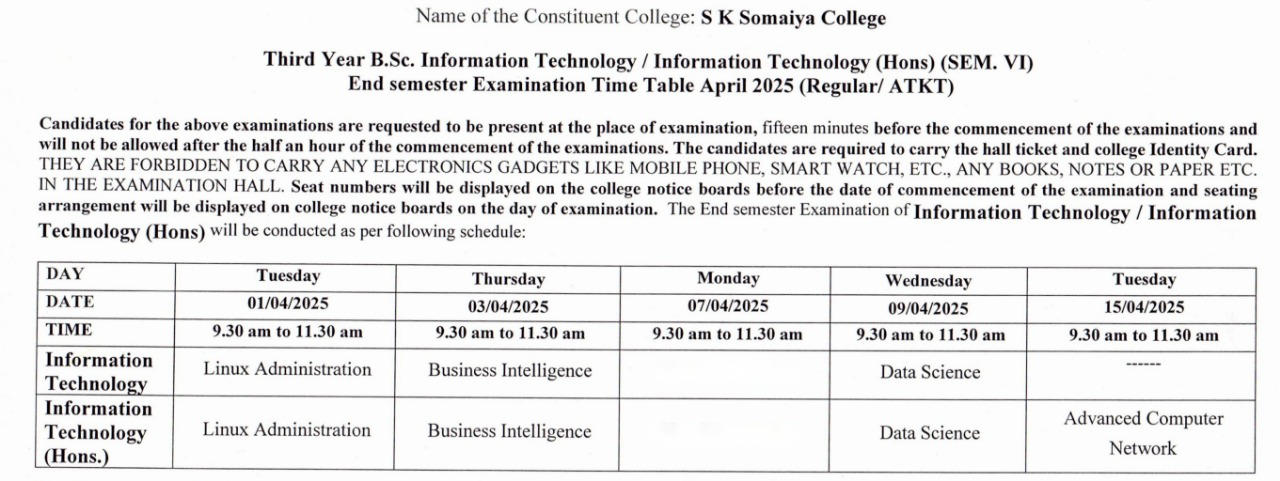 Name of the Constituent College: S K Somaiya College
Third Year B.Sc. Information Technology / Information Technology (Hons) (SEM. VI)
End semester Examination Time Table April 2025 (Regular/ ATKT)
Candidates for the above examinations are requested to be present at the place of examination, fifteen minutes before the commencement of the examinations and
will not be allowed after the half an hour of the commencement of the examinations. The candidates are required to carry the hall ticket and college Identity Card.
THEY ARE FORBIDDEN TO CARRY ANY ELECTRONICS GADGETS LIKE MOBILE PHONE, SMART WATCH, ETC., ANY BOOKS, NOTES OR PAPER ETC.
IN THE EXAMINATION HALL. Seat numbers will be displayed on the college notice boards before the date of commencement of the examination and seating
arrangement will be displayed on college notice boards on the day of examination. The End semester Examination of Information Technology / Information
Technology (Hons) will be conducted as per following schedule:
DAY Tuesday Thursday Monday Wednesday Tuesday
DATE 01/04/2025 03/04/2025 07/04/2025 09/04/2025 15/04/2025
TIME 9.30 am to 11.30 am 9.30 am to 11.30 am 9.30 am to 11.30 am 9.30 am to 11.30 am 9.30 am to 11.30 am
Information
Technology Linux Administration Business Intelligence Data Science ------
Information
Technology
(Hons.) Linux Administration Business Intelligence Data Science Advanced Computer
Network